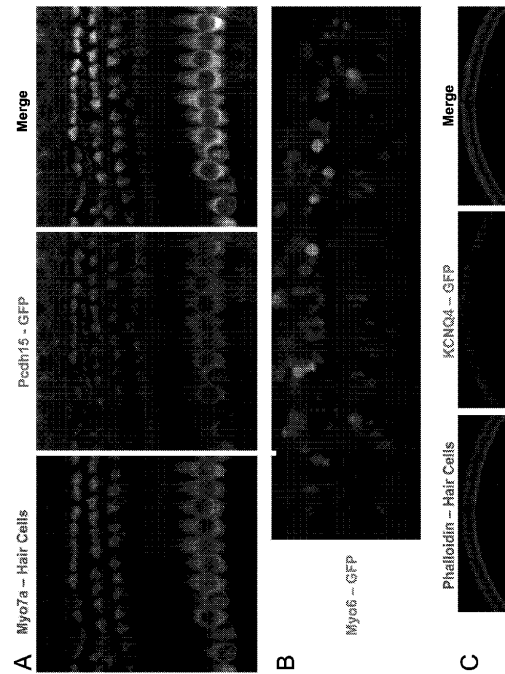 A
Myo7a – Hair Cells
Pcdh15 - GFP
Merge
B
Myo6 – GFP
C
Phalloidin – Hair Cells
KCNQ4 – GFP
Merge